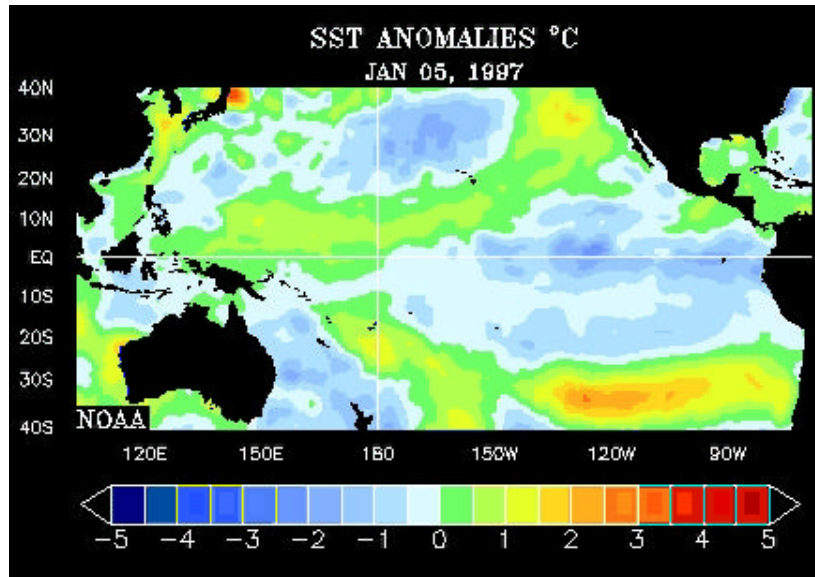 SST ANOMALIES °C
JAN 05, 1997
40N
30N
20N
10N
EQ
10S
20S
30S
40S
NOAA
120E 150E 180 150W 120W 90W
-5 -4 -3 -2 -1 0 1 2 3 4 5